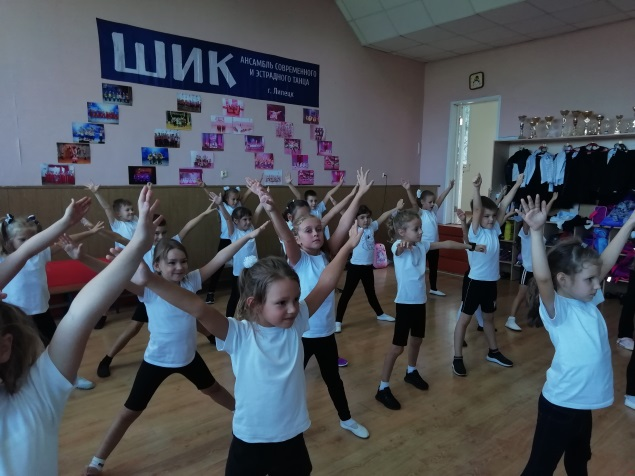 ШИК
АНСАМБЛЬ СОВРЕМЕННОГО
И ЭСТРАДНОГО ТАНЦА
г. Липецк